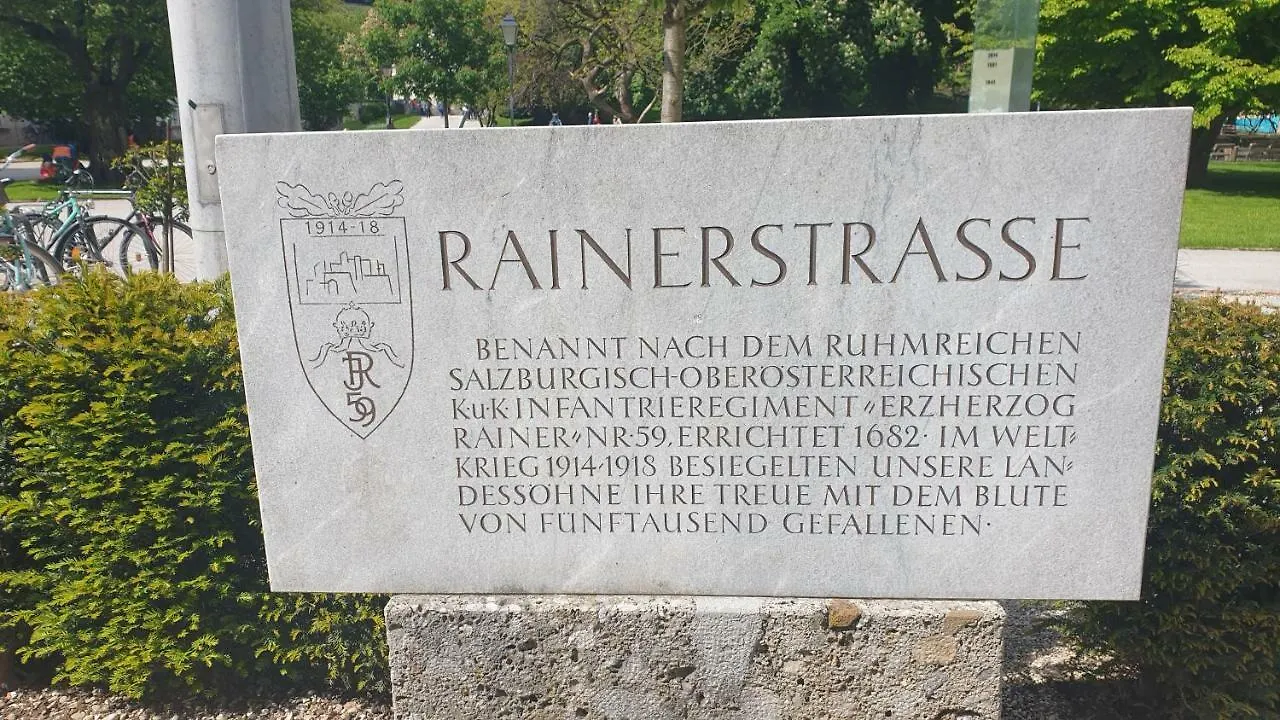 1914-18
R
59
RAINERSTRASSE
BENANNT NACH DEM RUHMREICHEN
SALZBURGISCH-OBERÖSTERREICHISCHEN
K.u.K. INFANTRIEREGIMENT „ERZHERZOG
RAINER" NR·59, ERRICHTET 1682· IM WELT=
KRIEG 1914-1918 BESIEGELTEN UNSERE LAN=
DESSÖHNE IHRE TREUE MIT DEM BLUTE
VON FÜNFTAUSEND GEFALLENEN·